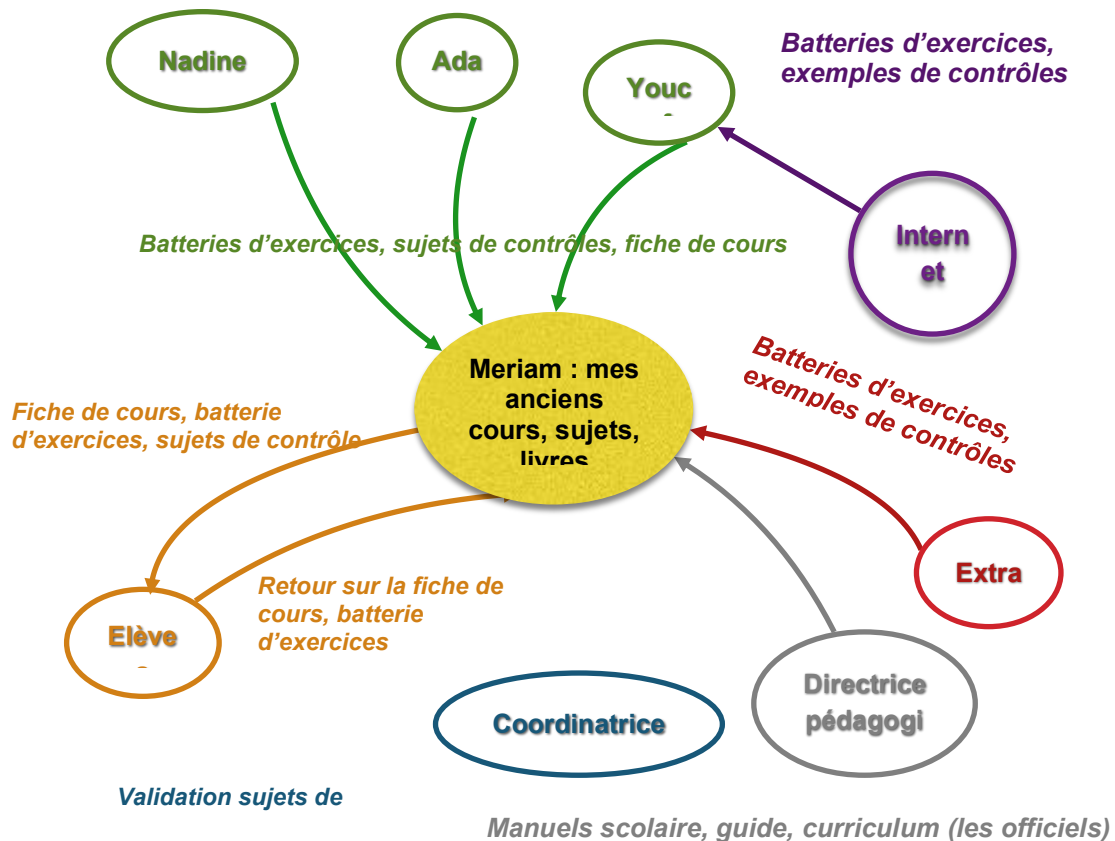 Nadine
Ada
Youc
Batteries d'exercices,
exemples de contrôles
Intern
et
Batteries d'exercices, sujets de contrôles, fiche de cours
Meriam : mes
anciens
cours, sujets,
livres
Batteries d'exercices,
exemples de contrôles
Fiche de cours, batterie
d'exercices, sujets de contrôle
Extra
Retour sur la fiche de
cours, batterie
d'exercices
Elève
Directrice
pédagogi
Coordinatrice
Validation sujets de
Manuels scolaire, guide, curriculum (les officiels)